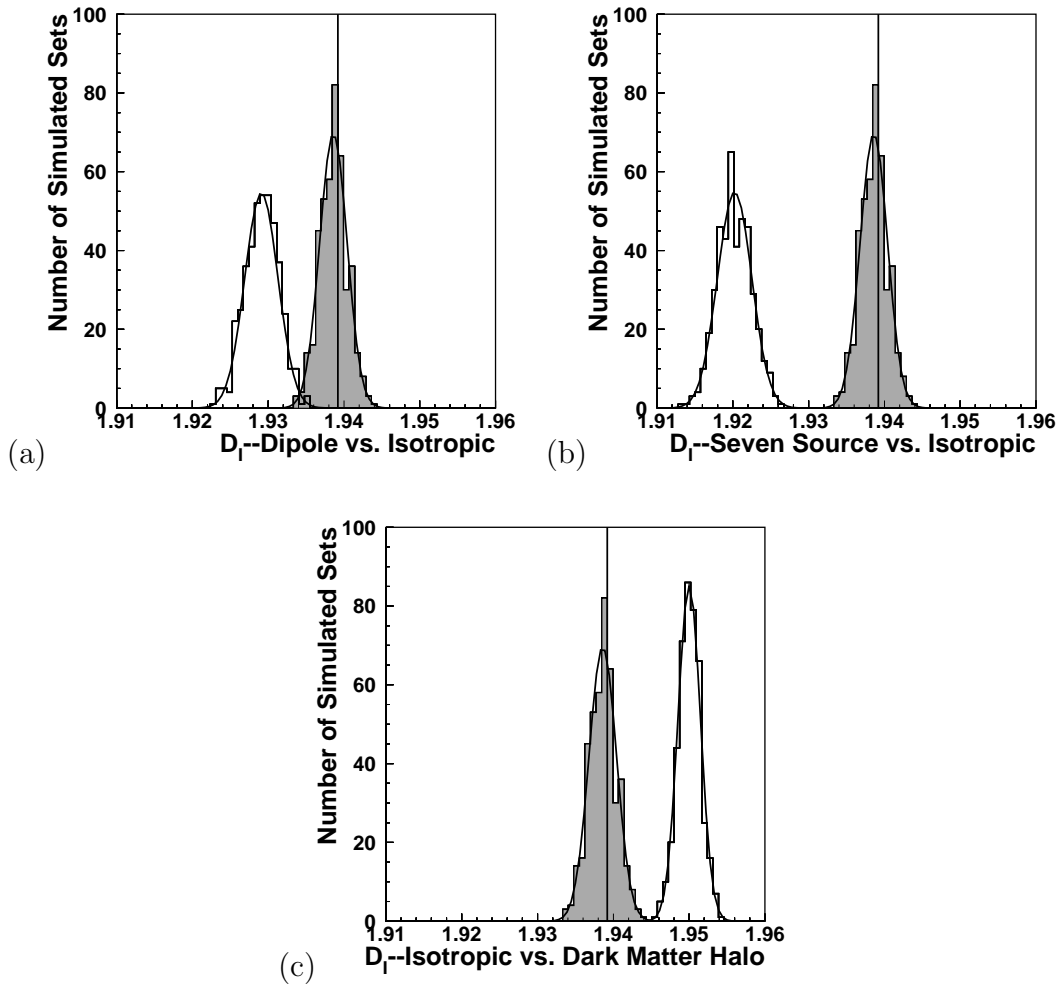 Number of Simulated Sets
100
80
60
40
20
0
1.91 1.92 1.93 1.94 1.95 1.96
D_I--Dipole vs. Isotropic
(a)
Number of Simulated Sets
100
80
60
40
20
0
1.91 1.92 1.93 1.94 1.95 1.96
D_I--Seven Source vs. Isotropic
(b)
Number of Simulated Sets
100
80
60
40
20
0
1.91 1.92 1.93 1.94 1.95 1.96
D_I--Isotropic vs. Dark Matter Halo
(c)